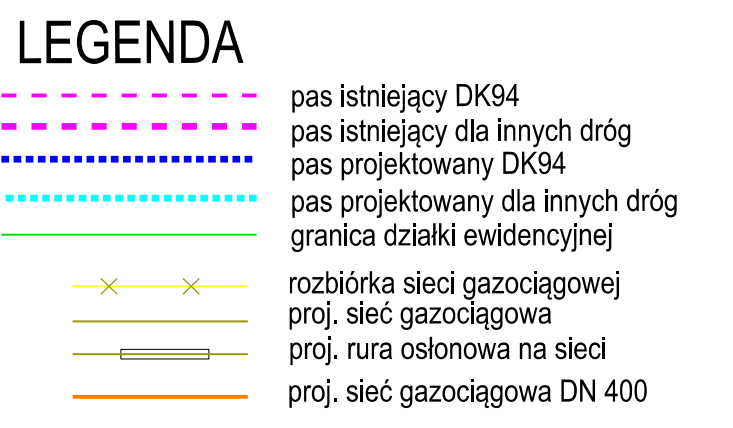 LEGENDA
pas istniejący DK94
pas istniejący dla innych dróg
pas projektowany DK94
pas projektowany dla innych dróg
granica działki ewidencyjnej
rozbiórka sieci gazociągowej
proj. sieć gazociągowa
proj. rura osłonowa na sieci
proj. sieć gazociągowa DN 400